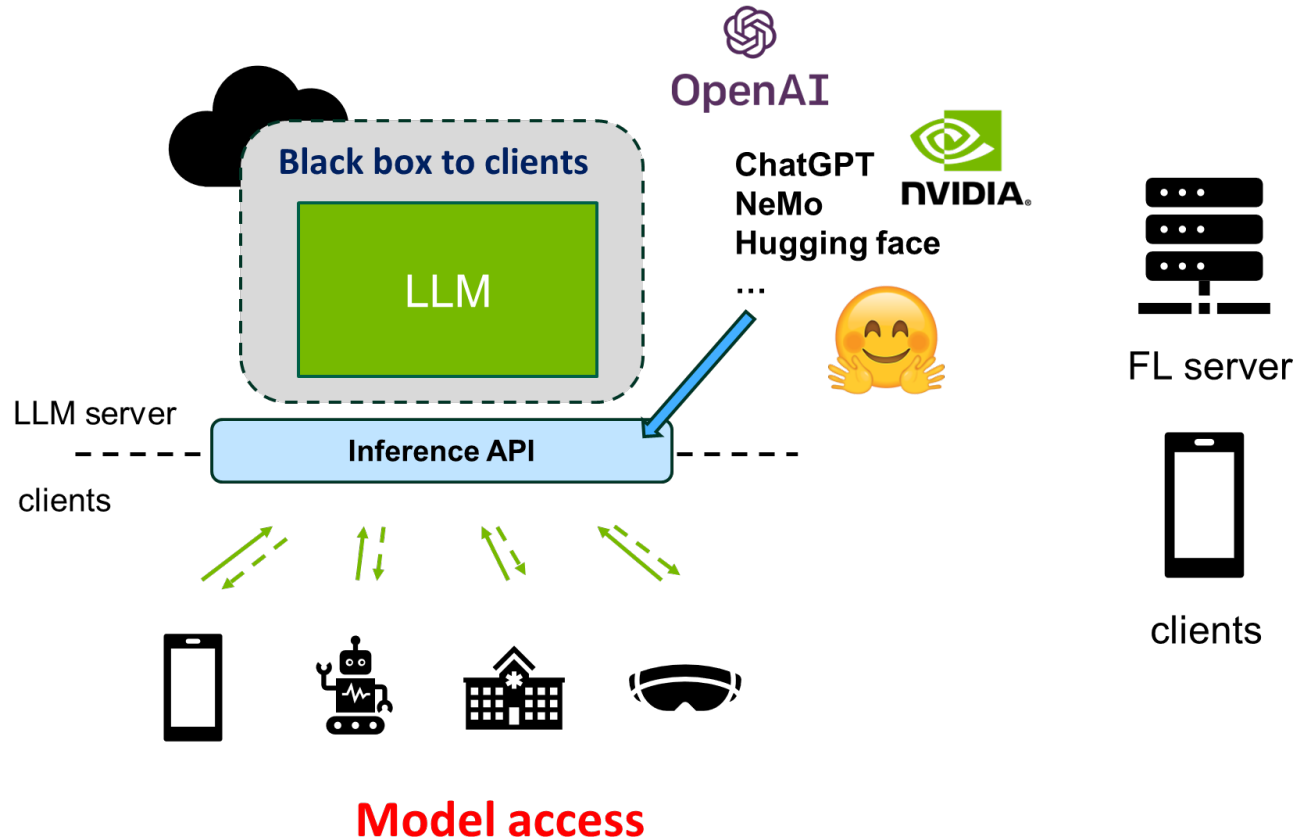 OpenAI
Black box to clients
ChatGPT
NVIDIA.
NeMo
Hugging face
...
LLM
FL server
LLM server
Inference API
clients
clients
Model access